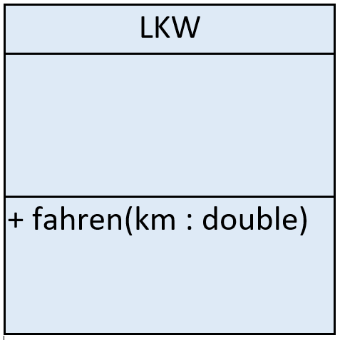 LKW
+ fahren(km : double)